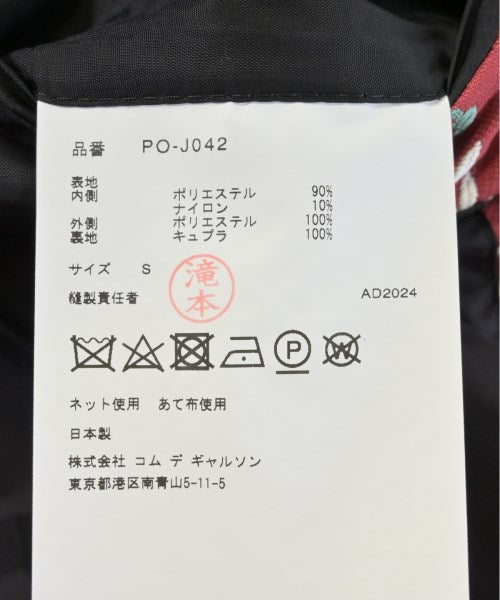 品番 PO-J042
表地
内側 ポリエステル 90%
ナイロン 10%
外側 ポリエステル 100%
裏地 キュプラ 100%
サイズ S
縫製責任者 滝本 AD2024
P W
ネット使用 あて布使用
日本製
株式会社 コム デ ギャルソン
東京都港区南青山5-11-5